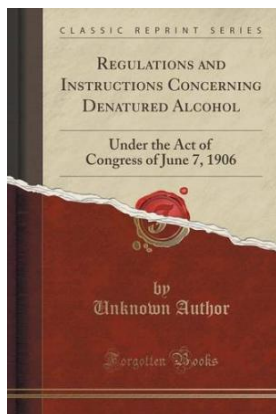 CLASSIC REPRINT SERIES
REGULATIONS AND
INSTRUCTIONS CONCERNING
DENATURED ALCOHOL
Under the Act of
Congress of June 7, 1906
by
Unknown Author
Forgotten Books